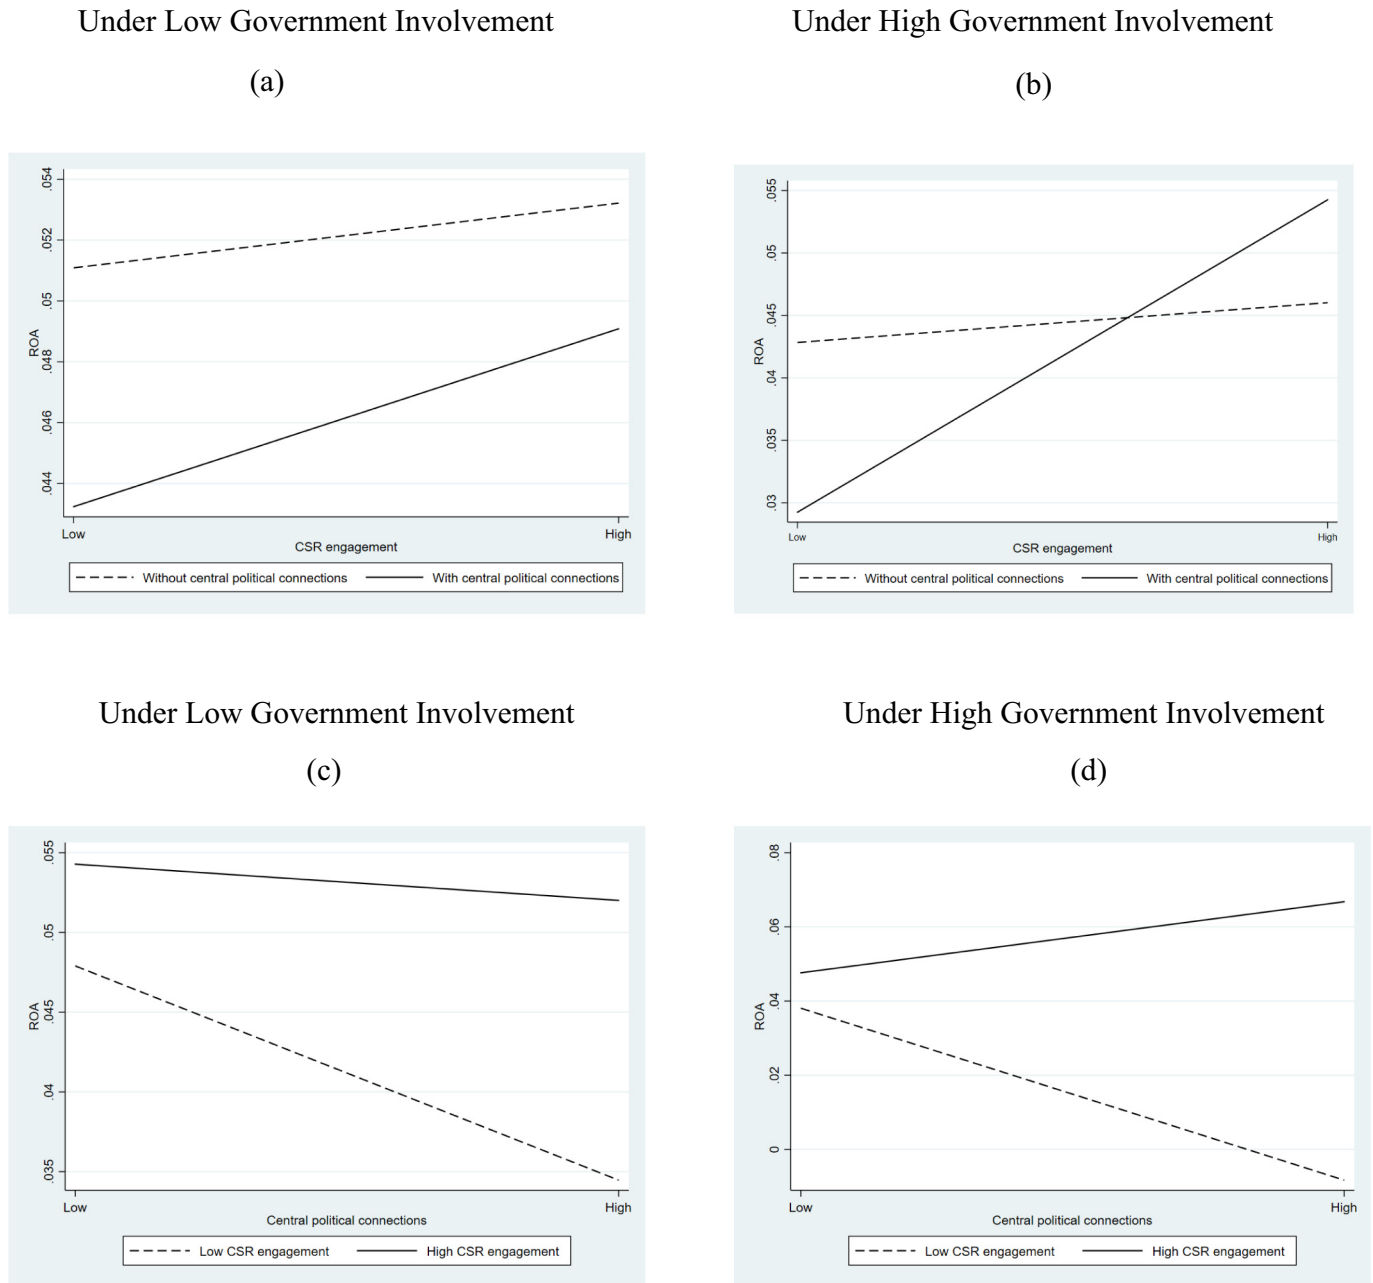 Under Low Government Involvement
Under High Government Involvement
(a)
(b)
.054
.052
.05
.048
.046
.044
ROA
Low
High
CSR engagement
Without central political connections
With central political connections
.055
.05
.045
.04
.035
.03
ROA
Low
High
CSR engagement
Without central political connections
With central political connections
Under Low Government Involvement
Under High Government Involvement
(c)
(d)
.055
.05
.045
.04
.035
ROA
Low
High
Central political connections
Low CSR engagement
High CSR engagement
.08
.06
.04
.02
0
ROA
Low
High
Central political connections
Low CSR engagement
High CSR engagement